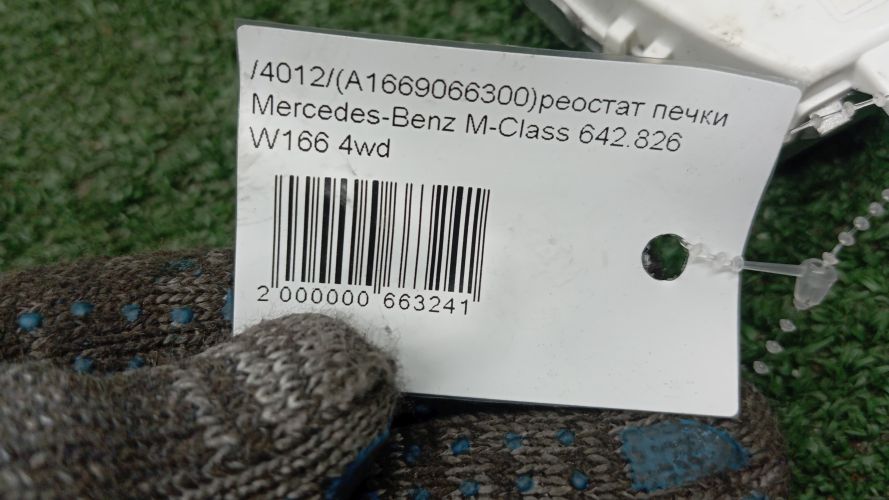 /4012/(A1669066300)реостат печки
Mercedes-Benz M-Class 642.826
W166 4wd
2 000000 663241